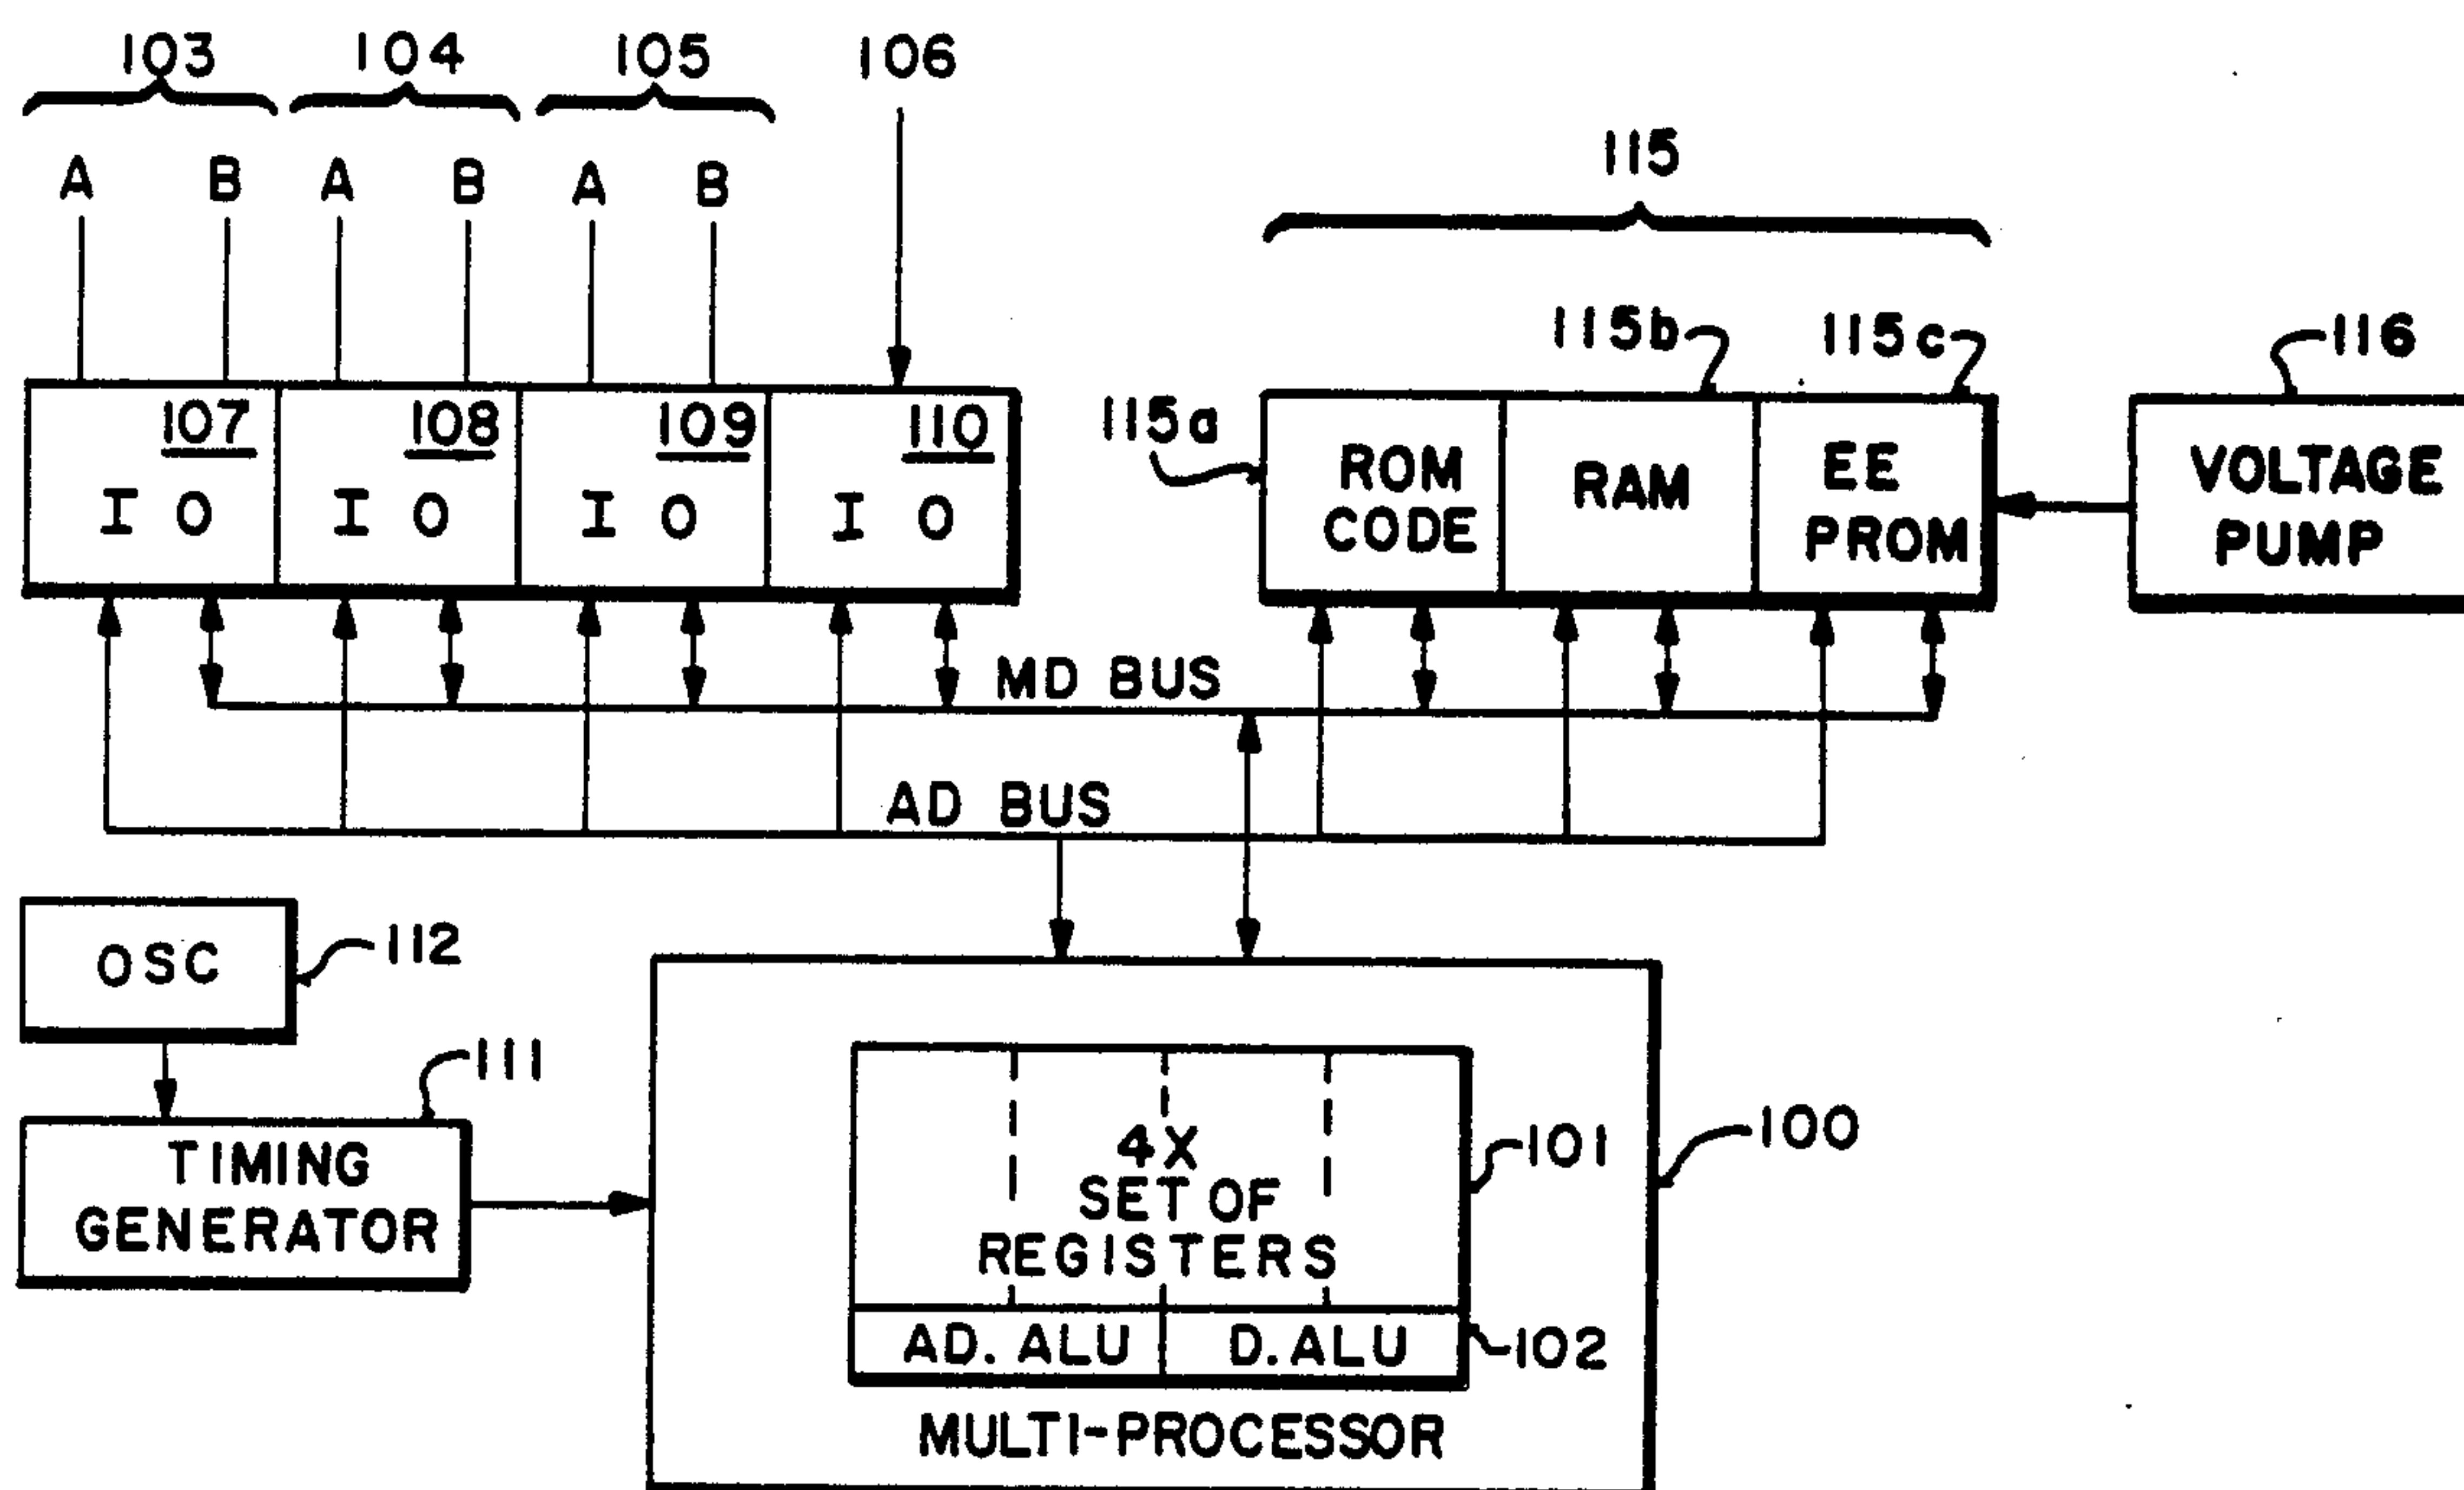 103 104 105 106
115
A B A B A B
115b 115c 116
115a
107 108 109 110
I O I O I O I O
ROM CODE
RAM
EE PROM
VOLTAGE PUMP
MD BUS
AD BUS
OSC
112
111
TIMING GENERATOR
4X
SET OF
REGISTERS
101
100
AD. ALU D. ALU
102
MULTI-PROCESSOR